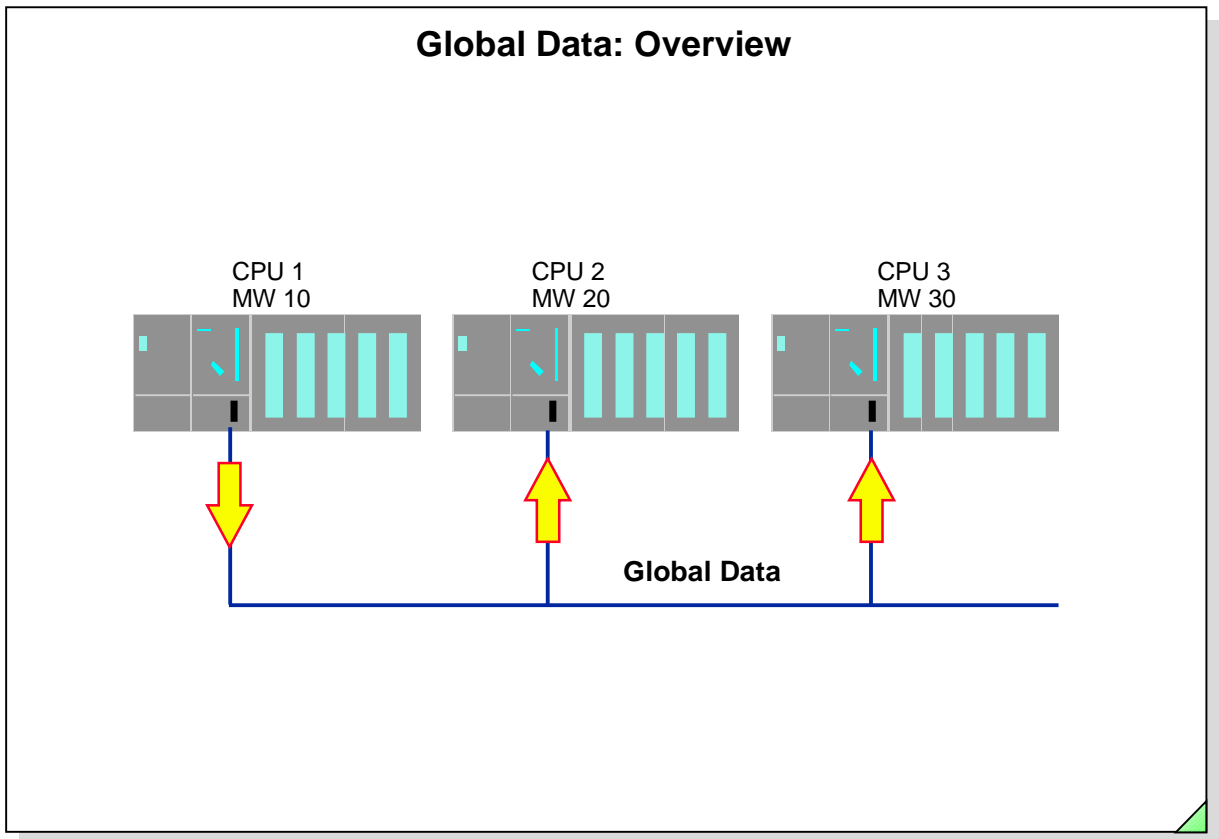 Global Data: Overview
CPU 1
MW 10
CPU 2
MW 20
CPU 3
MW 30
Global Data